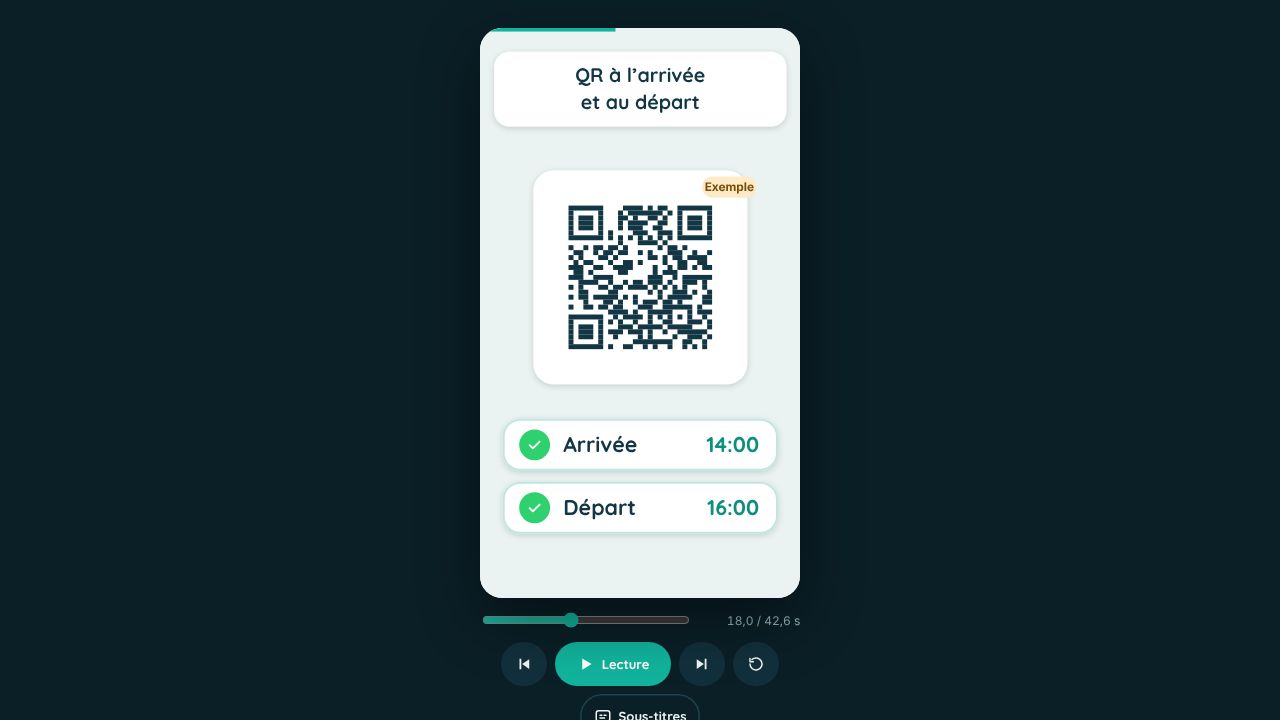 QR à l’arrivée
et au départ
Exemple
Arrivée 14:00
Départ 16:00
18,0 / 42,6 s
Lecture
Sous-titres